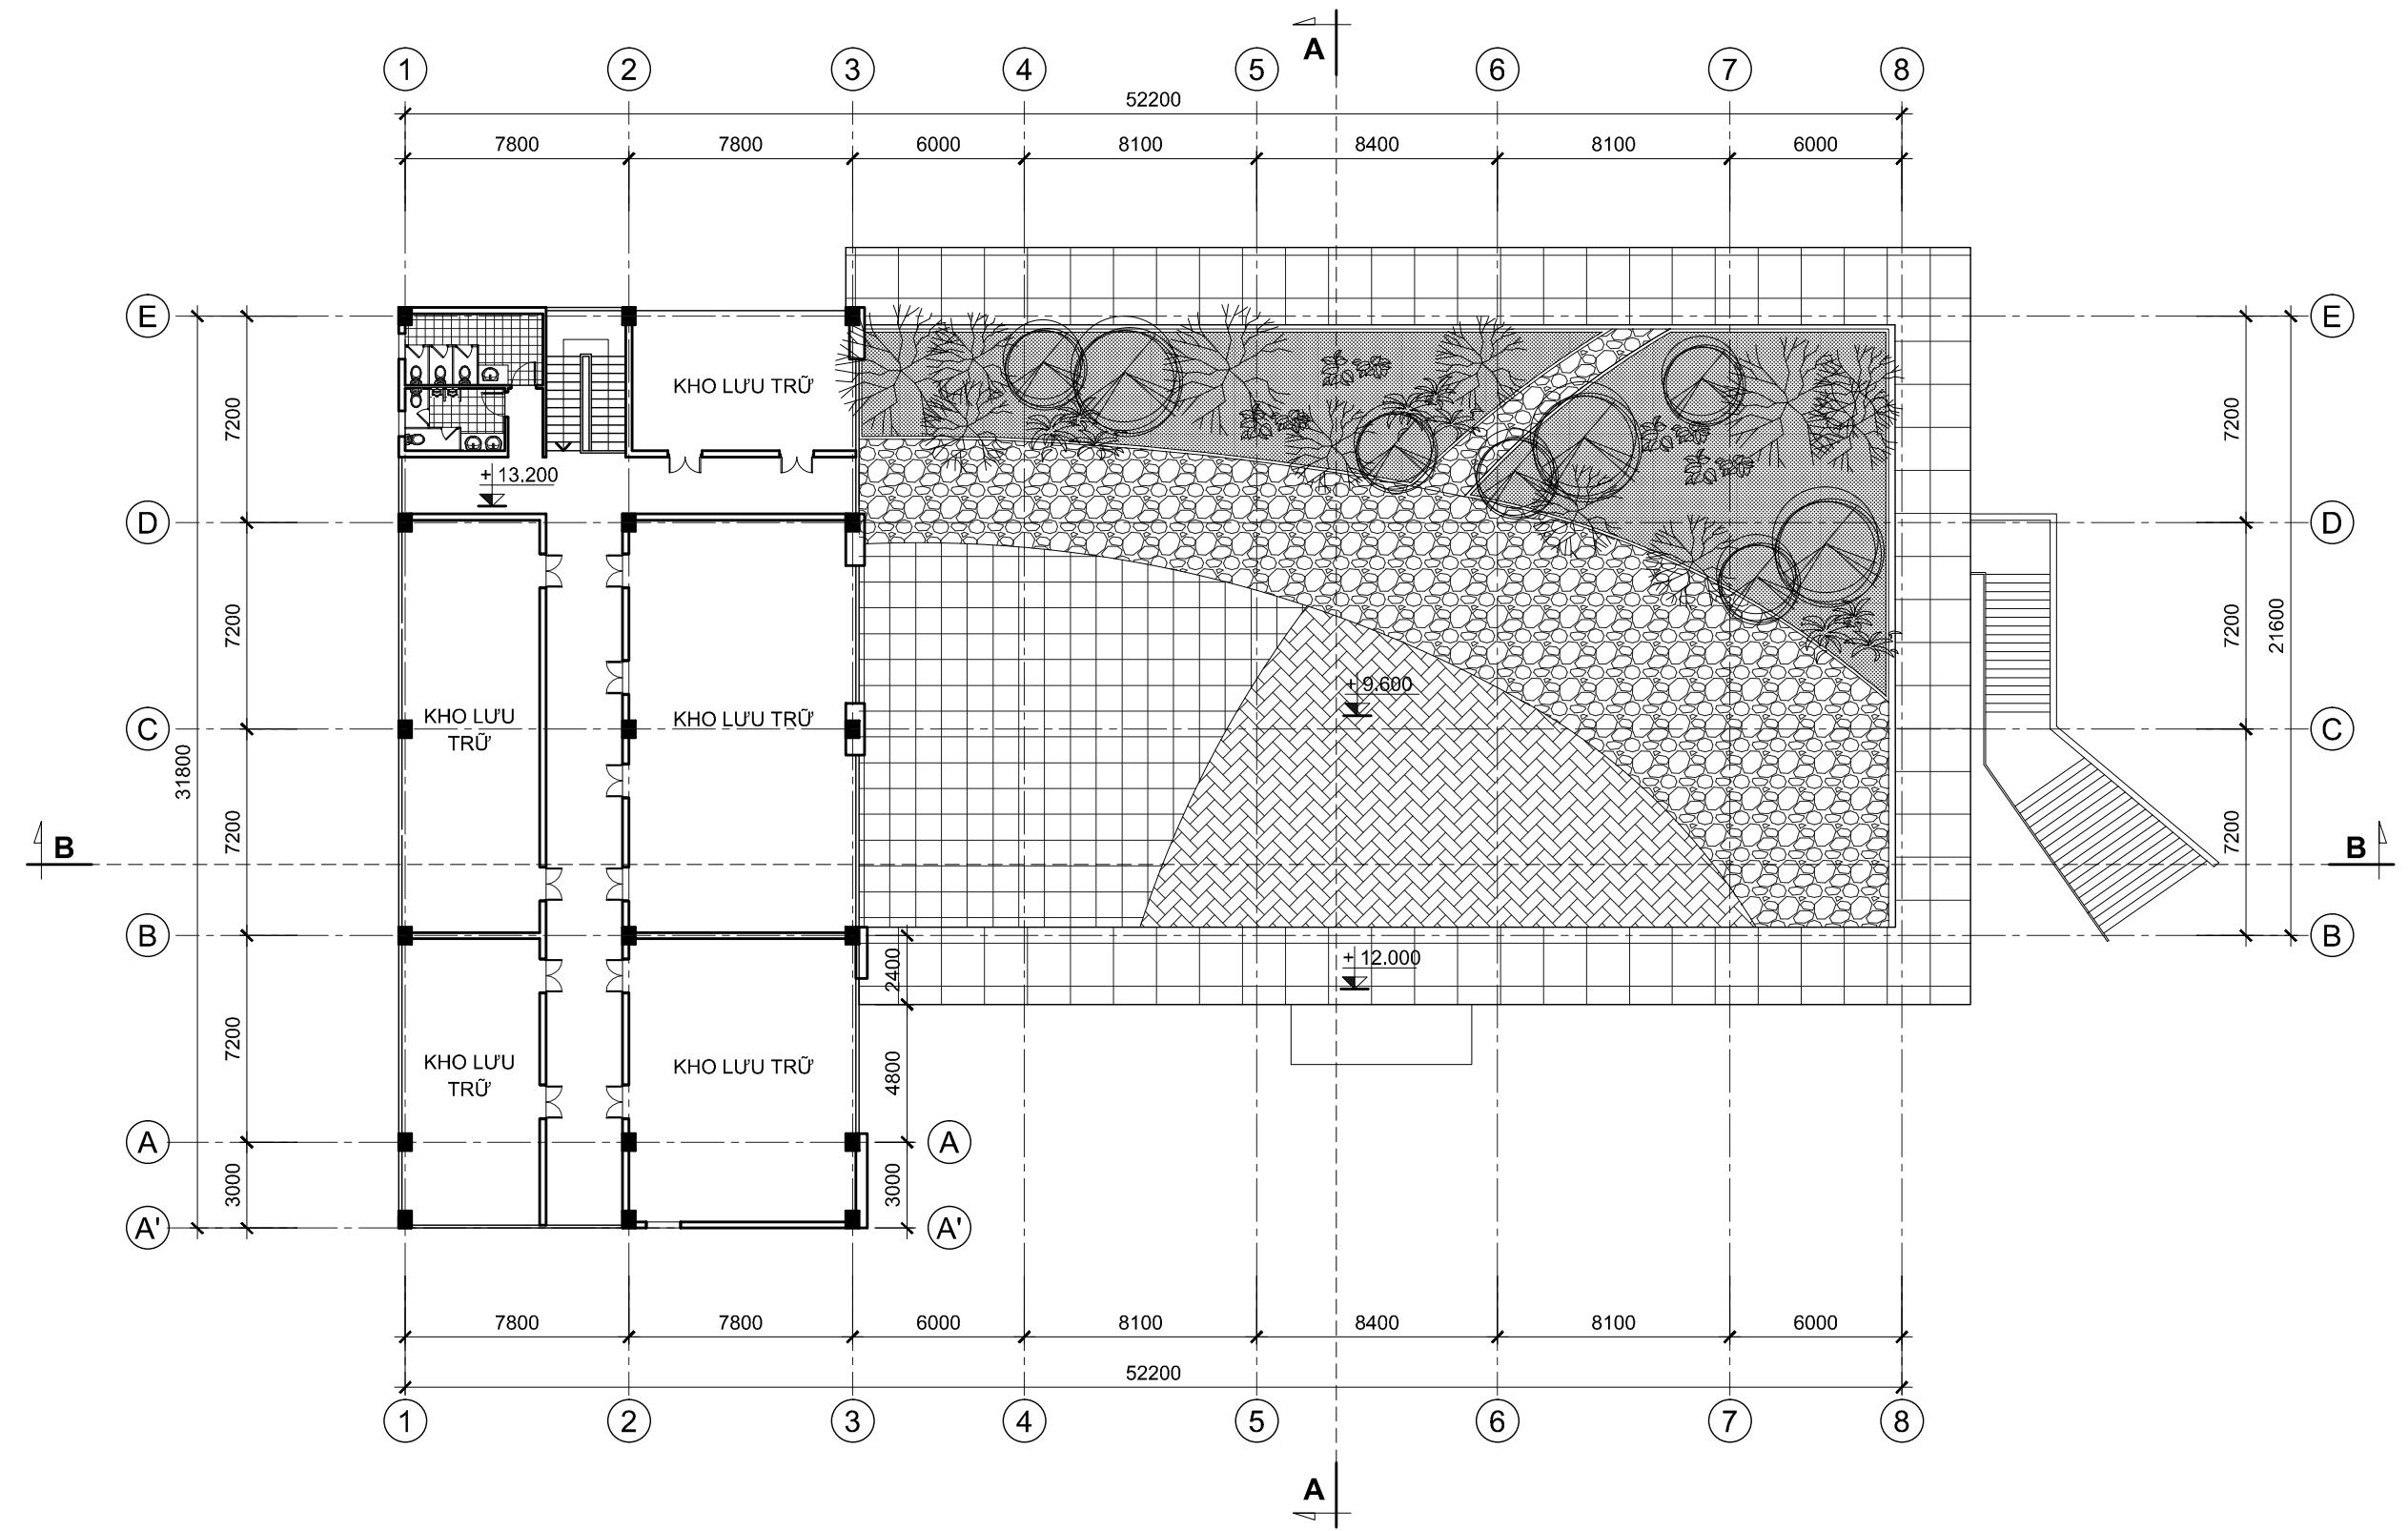 A
1 2 3 4 5 6 7 8
52200
7800 7800 6000 8100 8400 8100 6000
E E
KHO LƯU TRỮ
7200 7200
+ 13.200
D D
7200 7200
21600
+ 9.600
KHO LƯU
TRỮ
KHO LƯU TRỮ
C C
31800
7200 7200
B B
B B
+ 12.000
2400
7200
KHO LƯU
TRỮ
KHO LƯU TRỮ
4800
A A
3000 3000
A' A'
7800 7800 6000 8100 8400 8100 6000
52200
1 2 3 4 5 6 7 8
A